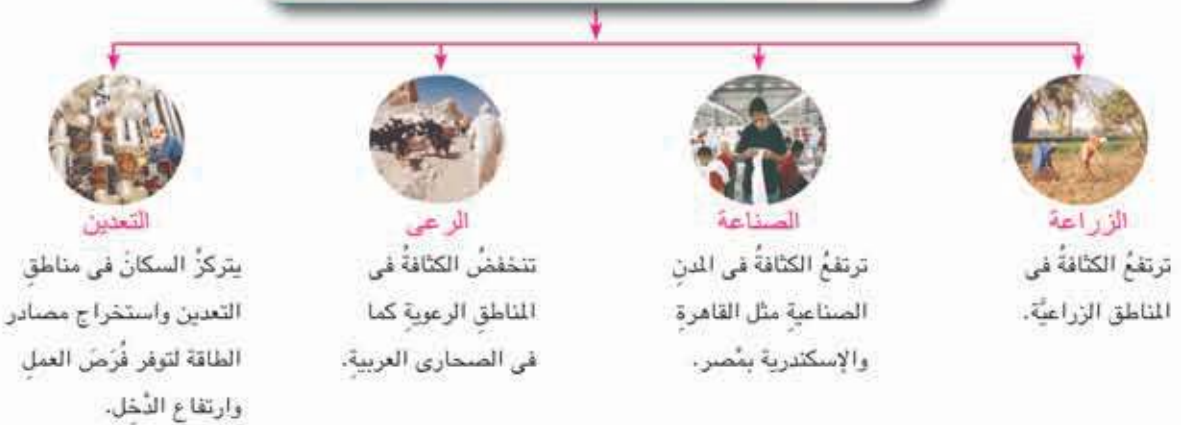 الزراعة
ترتفعُ الكثافةُ فى
المناطق الزراعيَّة.
الصناعة
ترتفعُ الكثافةُ فى المدنِ
الصناعيةِ مثل القاهرةِ
والإسكندرية بمَصر.
الرعى
تنخفضُ الكثافةُ فى
المناطقِ الرعويةِ كما
فى الصحارى العربيةِ.
التعدين
يتركزُ السكانُ فى مناطقِ
التعدين واستخراج مصادر
الطاقة لتوفر فُرَصَ العملِ
وارتفاع الدَّخلِ.